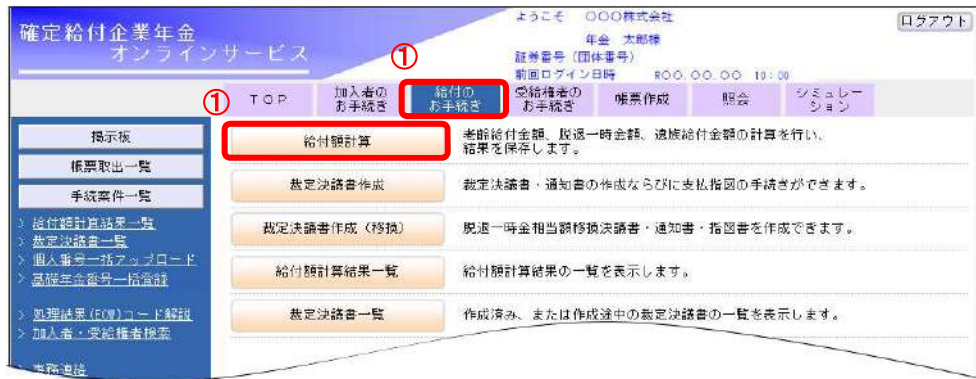 確定給付企業年金
オンラインサービス
ようこそ 〇〇〇株式会社
年金 太郎様
証券番号（団体番号）
前回ログイン日時 R00.00.00 10:00
ログアウト
①
①
TOP
加入者の
お手続き
給付の
お手続き
受給権者の
お手続き
帳票作成
照会
シミュレー
ション
掲示板
帳票取出一覧
手続案件一覧
> 給付額計算結果一覧
> 裁定決議書一覧
> 個人番号一括アップロード
> 基礎年金番号一括登録
> 処理結果(EOW)コード解説
> 加入者・受給権者検索
> 事務連絡
給付額計算
老齢給付金額、脱退一時金額、遺族給付金額の計算を行い、
結果を保存します。
裁定決議書作成
裁定決議書・通知書の作成ならびに支払指図の手続きができます。
裁定決議書作成（移換）
脱退一時金相当額移換決議書・通知書・指図書を作成できます。
給付額計算結果一覧
給付額計算結果の一覧を表示します。
裁定決議書一覧
作成済み、または作成途中の裁定決議書の一覧を表示します。